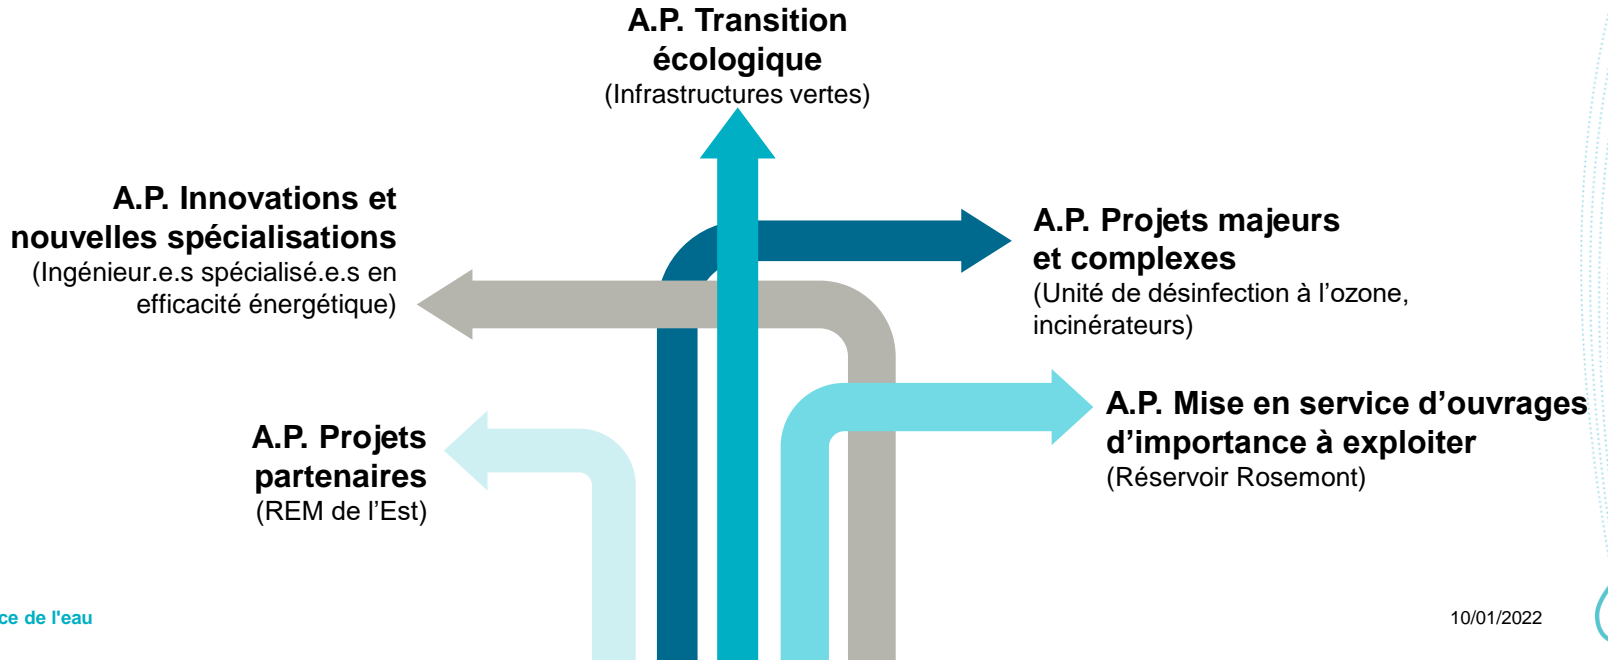 A.P. Transition
écologique
(Infrastructures vertes)
A.P. Innovations et
nouvelles spécialisations
(Ingénieur.e.s spécialisé.e.s en
efficacité énergétique)
A.P. Projets majeurs
et complexes
(Unité de désinfection à l’ozone,
incinérateurs)
A.P. Projets
partenaires
(REM de l’Est)
A.P. Mise en service d’ouvrages
d’importance à exploiter
(Réservoir Rosemont)
ce de l'eau
10/01/2022